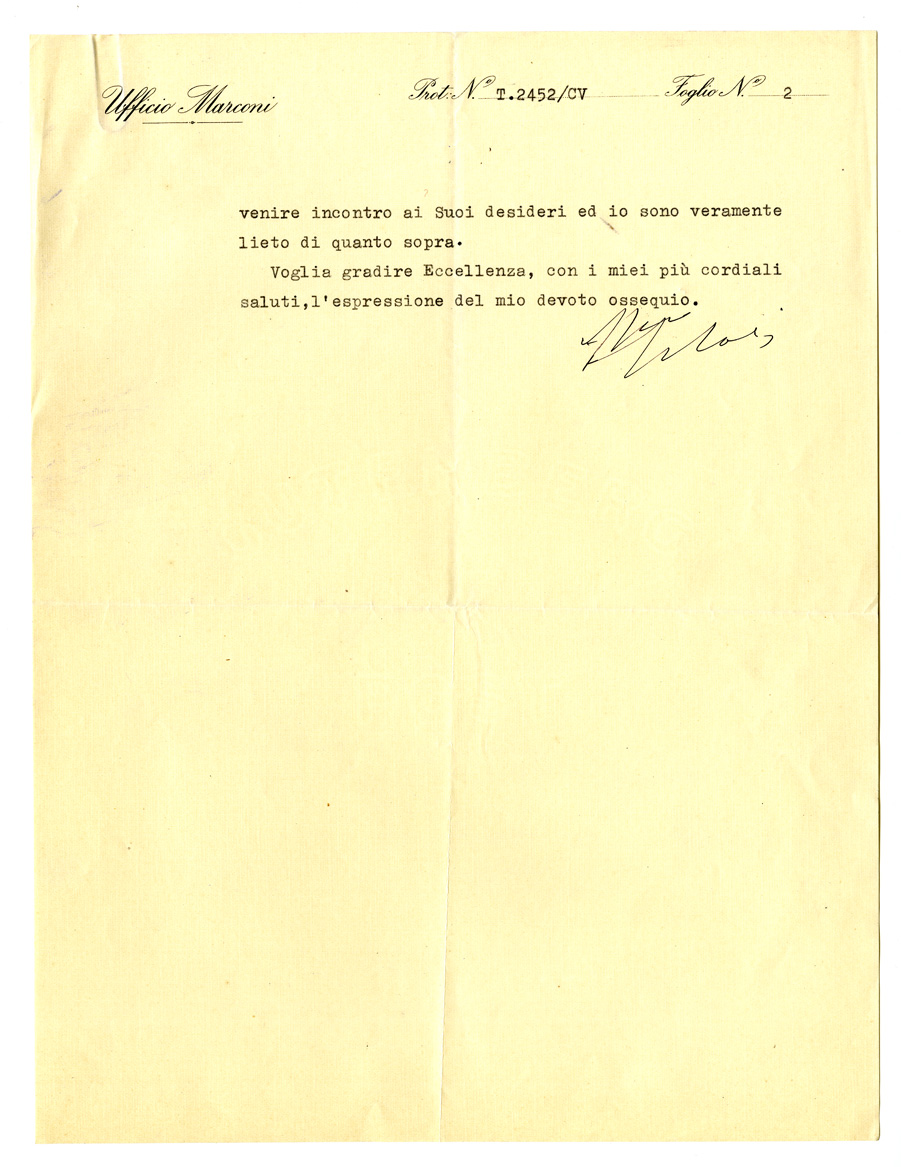 Ufficio Marconi
Prot: N.º T.2452/CV Foglio N.º 2
venire incontro ai Suoi desideri ed io sono veramente
lieto di quanto sopra.
Voglia gradire Eccellenza, con i miei più cordiali
saluti,l'espressione del mio devoto ossequio.